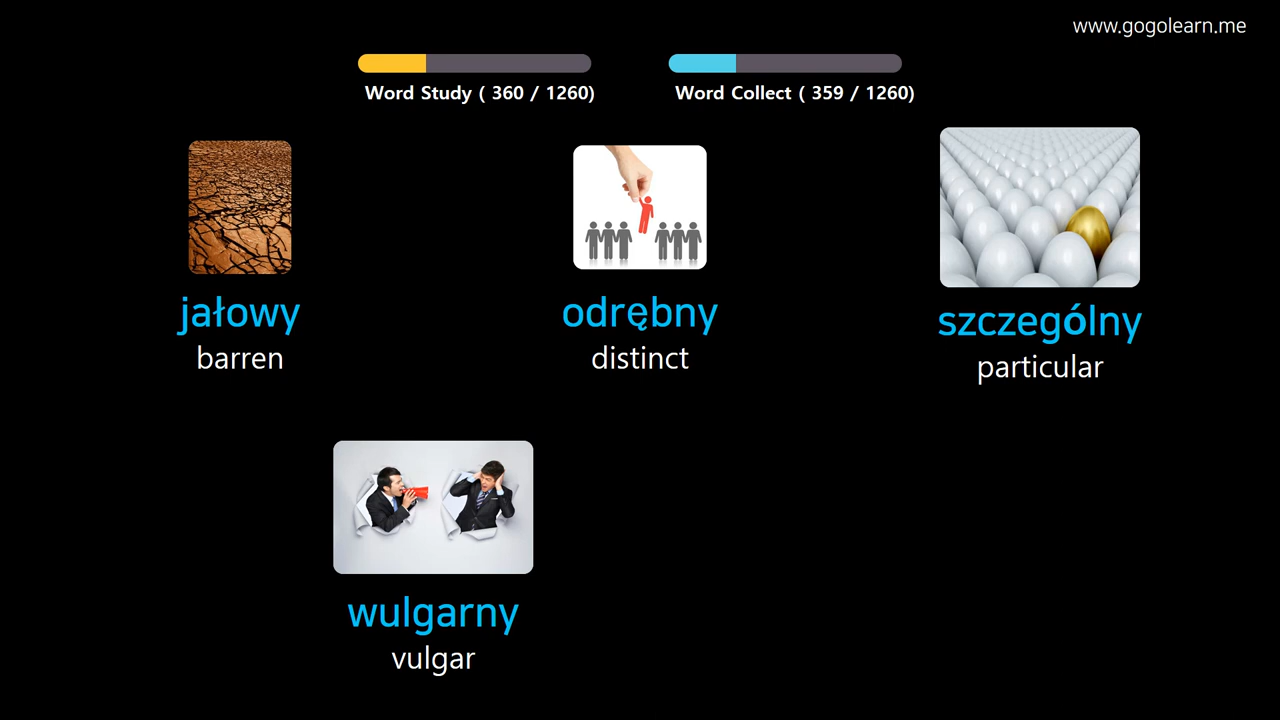 www.gogolearn.me
Word Study ( 360 / 1260)
Word Collect ( 359 / 1260)
jałowy
barren
odrębny
distinct
szczególny
particular
wulgarny
vulgar